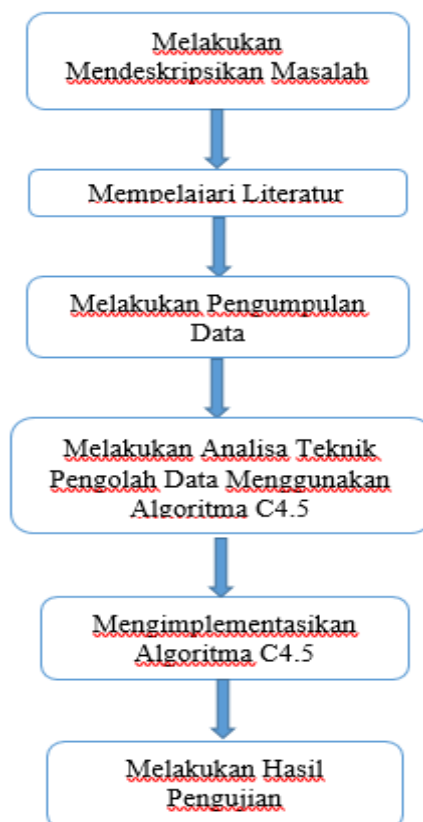 Melakukan
Mendeskripsikan Masalah
Mempelajari Literatur
Melakukan Pengumpulan
Data
Melakukan Analisa Teknik
Pengolah Data Menggunakan
Algoritma C4.5
Mengimplementasikan
Algoritma C4.5
Melakukan Hasil
Pengujian